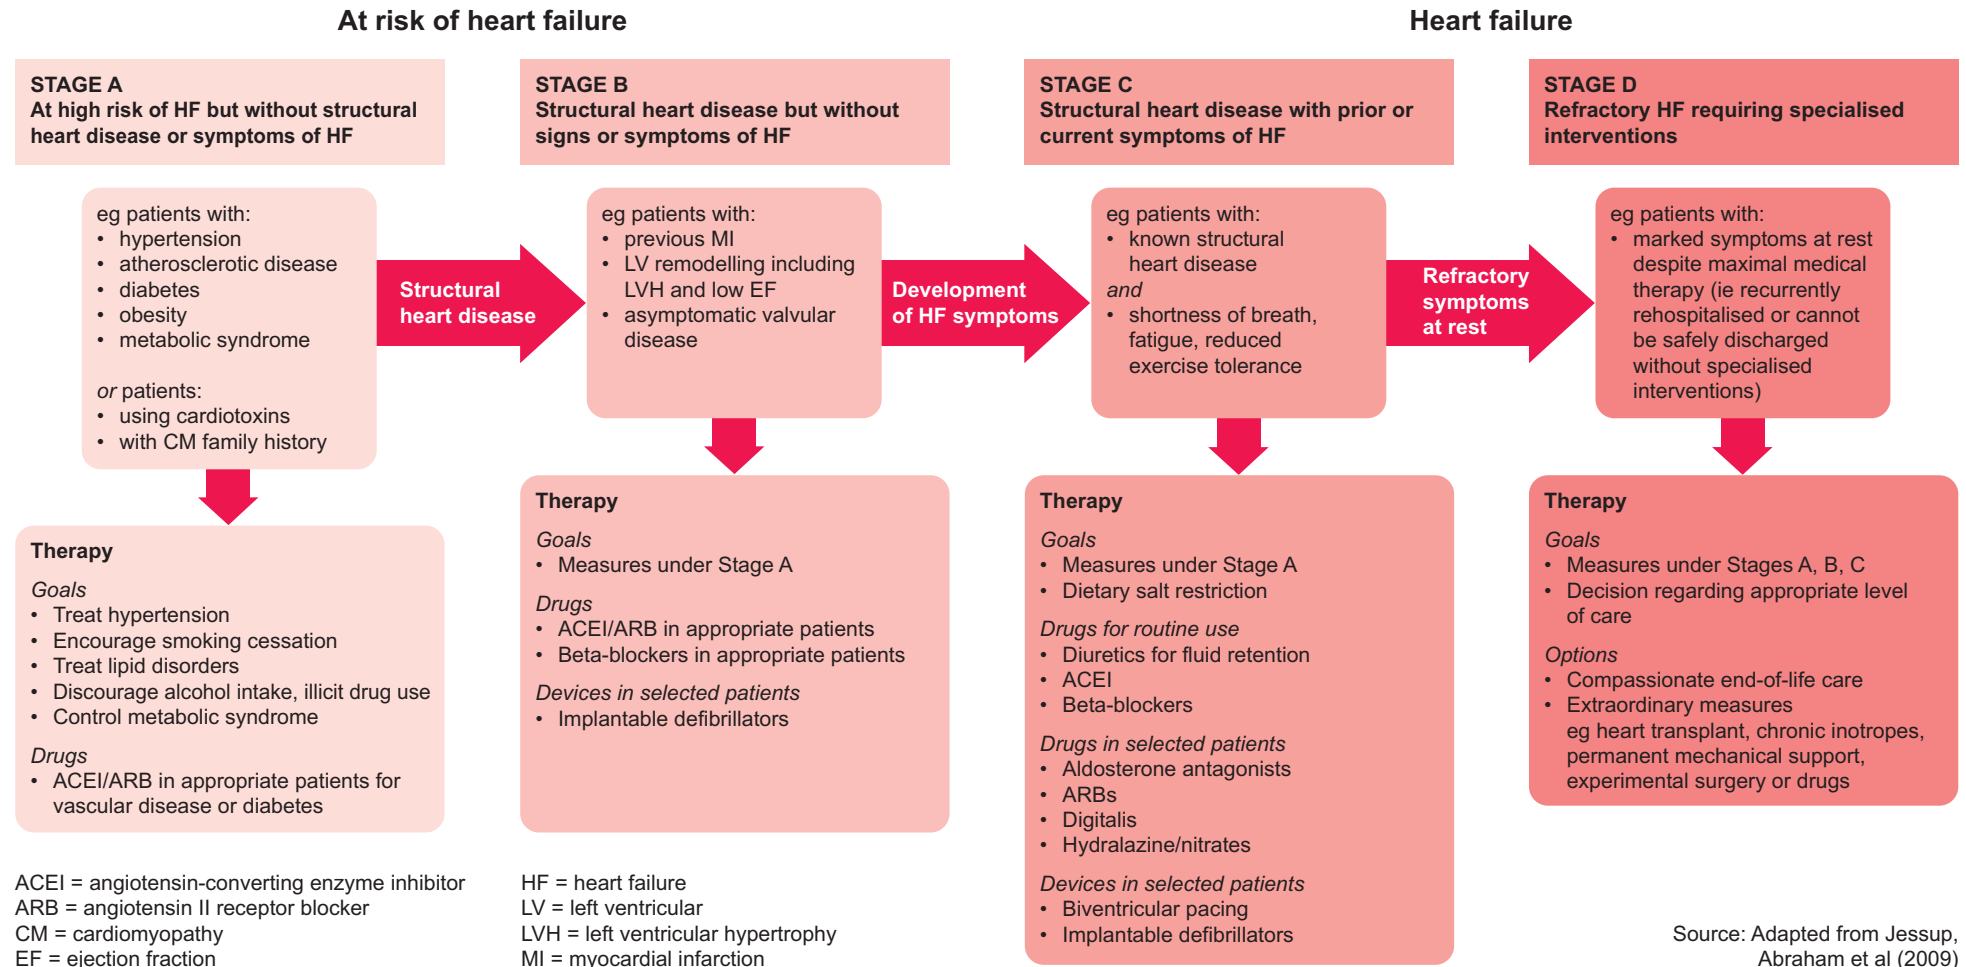 At risk of heart failure
Heart failure
STAGE A
At high risk of HF but without structural
heart disease or symptoms of HF
STAGE B
Structural heart disease but without
signs or symptoms of HF
STAGE C
Structural heart disease with prior or
current symptoms of HF
STAGE D
Refractory HF requiring specialised
interventions
eg patients with:
• hypertension
• atherosclerotic disease
• diabetes
• obesity
• metabolic syndrome
or patients:
• using cardiotoxins
• with CM family history
Structural
heart disease
eg patients with:
• previous MI
• LV remodelling including
LVH and low EF
• asymptomatic valvular
disease
Development
of HF symptoms
eg patients with:
• known structural
heart disease
and
• shortness of breath,
fatigue, reduced
exercise tolerance
Refractory
symptoms
at rest
eg patients with:
• marked symptoms at rest
despite maximal medical
therapy (ie recurrently
rehospitalised or cannot
be safely discharged
without specialised
interventions)
Therapy
Goals
• Treat hypertension
• Encourage smoking cessation
• Treat lipid disorders
• Discourage alcohol intake, illicit drug use
• Control metabolic syndrome
Drugs
• ACEI/ARB in appropriate patients for
vascular disease or diabetes
Therapy
Goals
• Measures under Stage A
Drugs
• ACEI/ARB in appropriate patients
• Beta-blockers in appropriate patients
Devices in selected patients
• Implantable defibrillators
Therapy
Goals
• Measures under Stage A
• Dietary salt restriction
Drugs for routine use
• Diuretics for fluid retention
• ACEI
• Beta-blockers
Drugs in selected patients
• Aldosterone antagonists
• ARBs
• Digitalis
• Hydralazine/nitrates
Devices in selected patients
• Biventricular pacing
• Implantable defibrillators
Therapy
Goals
• Measures under Stages A, B, C
• Decision regarding appropriate level
of care
Options
• Compassionate end-of-life care
• Extraordinary measures
eg heart transplant, chronic inotropes,
permanent mechanical support,
experimental surgery or drugs
ACEI = angiotensin-converting enzyme inhibitor
ARB = angiotensin II receptor blocker
CM = cardiomyopathy
EF = ejection fraction
HF = heart failure
LV = left ventricular
LVH = left ventricular hypertrophy
MI = myocardial infarction
Source: Adapted from Jessup,
Abraham et al (2009)